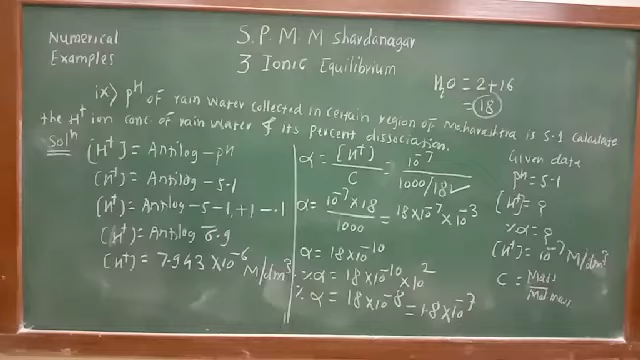 Numerical
Examples
S.P.M.M Shardanagar
3 Ionic Equilibrium
H₂O = 2+16
= 18
ix) pH of rain water collected in certain region of Maharashtra is 5.1 calculate
the H⁺ ion conc of rain water & its percent dissociation.
Solⁿ
[H⁺] = Antilog - pH
[H⁺] = Antilog - 5.1
[H⁺] = Antilog - 5 - 1, +1 - .1
[H⁺] = Antilog 6̅.9
[H⁺] = 7.943 × 10⁻⁶ M/dm³
α = [H⁺]/C = 10⁻⁷/1000/18 ✓
α = 10⁻⁷ × 18/1000 = 18 × 10⁻⁷ × 10⁻³
α = 18 × 10⁻¹⁰
% α = 18 × 10⁻¹⁰ × 10²
% α = 18 × 10⁻⁸ = 1.8 × 10⁻⁷
Given data
pH = 5.1
[H⁺] = ?
% α = ?
[H⁺] = 10⁻⁷ M/dm³
C = Mass/Mol mass